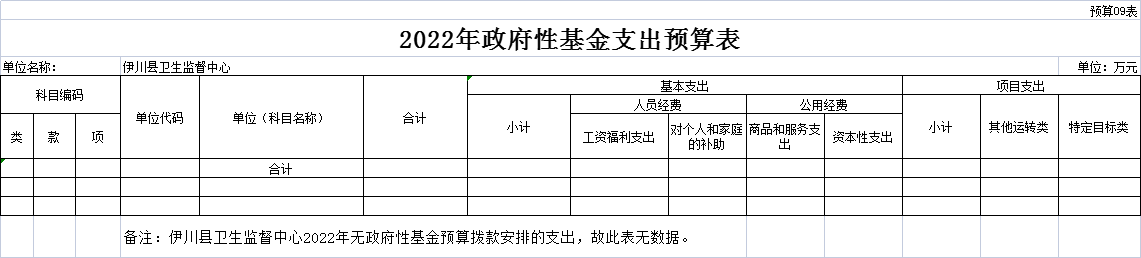 预算09表
2022年政府性基金支出预算表
单位名称： 伊川县卫生监督中心 单位：万元
科目编码 单位代码 单位（科目名称） 合计 基本支出 项目支出
小计 人员经费 公用经费 小计 其他运转类 特定目标类
类 款 项 工资福利支出 对个人和家庭的补助 商品和服务支出 资本性支出
合计
备注：伊川县卫生监督中心2022年无政府性基金预算拨款安排的支出，故此表无数据。